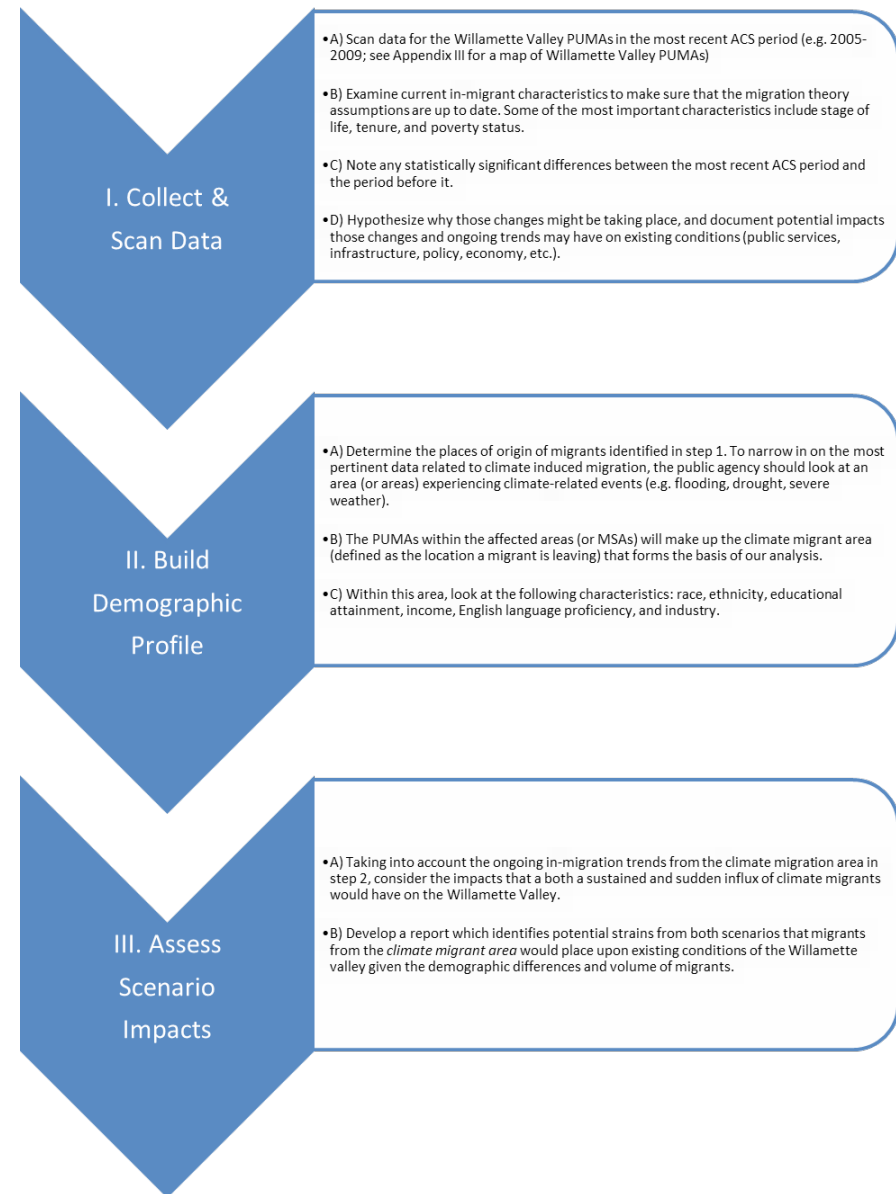 I. Collect &
Scan Data
•A) Scan data for the Willamette Valley PUMAs in the most recent ACS period (e.g. 2005-
2009; see Appendix III for a map of Willamette Valley PUMAs)
•B) Examine current in-migrant characteristics to make sure that the migration theory
assumptions are up to date. Some of the most important characteristics include stage of
life, tenure, and poverty status.
•C) Note any statistically significant differences between the most recent ACS period and
the period before it.
•D) Hypothesize why those changes might be taking place, and document potential impacts
those changes and ongoing trends may have on existing conditions (public services,
infrastructure, policy, economy, etc.).
II. Build
Demographic
Profile
•A) Determine the places of origin of migrants identified in step 1. To narrow in on the most
pertinent data related to climate induced migration, the public agency should look at an
area (or areas) experiencing climate-related events (e.g. flooding, drought, severe
weather).
•B) The PUMAs within the affected areas (or MSAs) will make up the climate migrant area
(defined as the location a migrant is leaving) that forms the basis of our analysis.
•C) Within this area, look at the following characteristics: race, ethnicity, educational
attainment, income, English language proficiency, and industry.
III. Assess
Scenario
Impacts
•A) Taking into account the ongoing in-migration trends from the climate migration area in
step 2, consider the impacts that a both a sustained and sudden influx of climate migrants
would have on the Willamette Valley.
•B) Develop a report which identifies potential strains from both scenarios that migrants
from the climate migrant area would place upon existing conditions of the Willamette
valley given the demographic differences and volume of migrants.